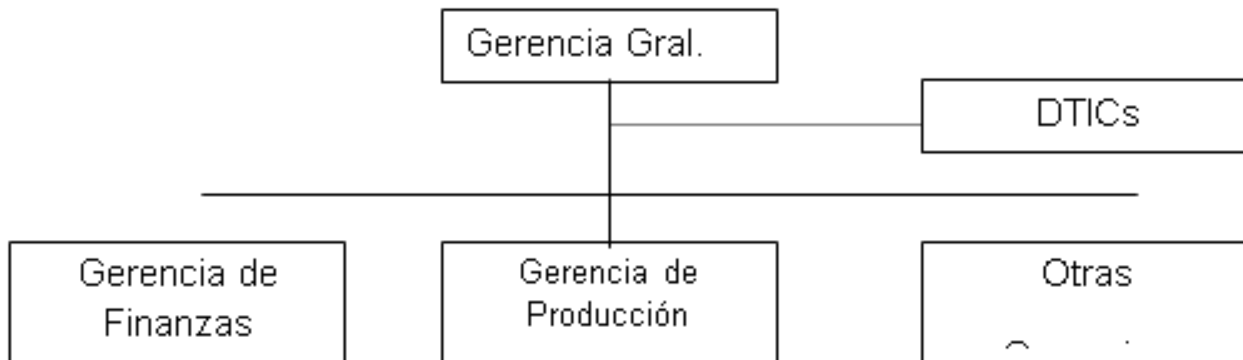 Gerencia Gral.
DTICs
Gerencia de
Finanzas
Gerencia de
Producción
Otras